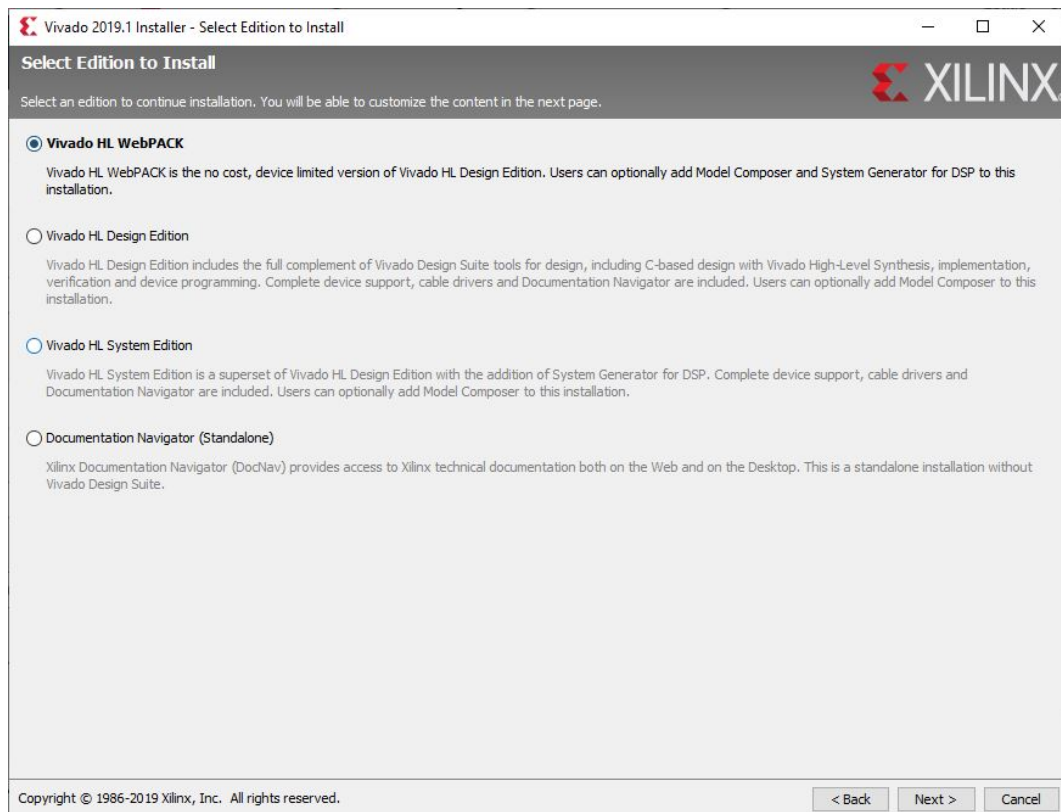 Vivado 2019.1 Installer - Select Edition to Install
Select Edition to Install
Select an edition to continue installation. You will be able to customize the content in the next page.
XILINX
Vivado HL WebPACK
Vivado HL WebPACK is the no cost, device limited version of Vivado HL Design Edition. Users can optionally add Model Composer and System Generator for DSP to this
installation.
Vivado HL Design Edition
Vivado HL Design Edition includes the full complement of Vivado Design Suite tools for design, including C-based design with Vivado High-Level Synthesis, implementation,
verification and device programming. Complete device support, cable drivers and Documentation Navigator are included. Users can optionally add Model Composer to this
installation.
Vivado HL System Edition
Vivado HL System Edition is a superset of Vivado HL Design Edition with the addition of System Generator for DSP. Complete device support, cable drivers and
Documentation Navigator are included. Users can optionally add Model Composer to this installation.
Documentation Navigator (Standalone)
Xilinx Documentation Navigator (DocNav) provides access to Xilinx technical documentation both on the Web and on the Desktop. This is a standalone installation without
Vivado Design Suite.
Copyright © 1986-2019 Xilinx, Inc. All rights reserved.
< Back Next > Cancel